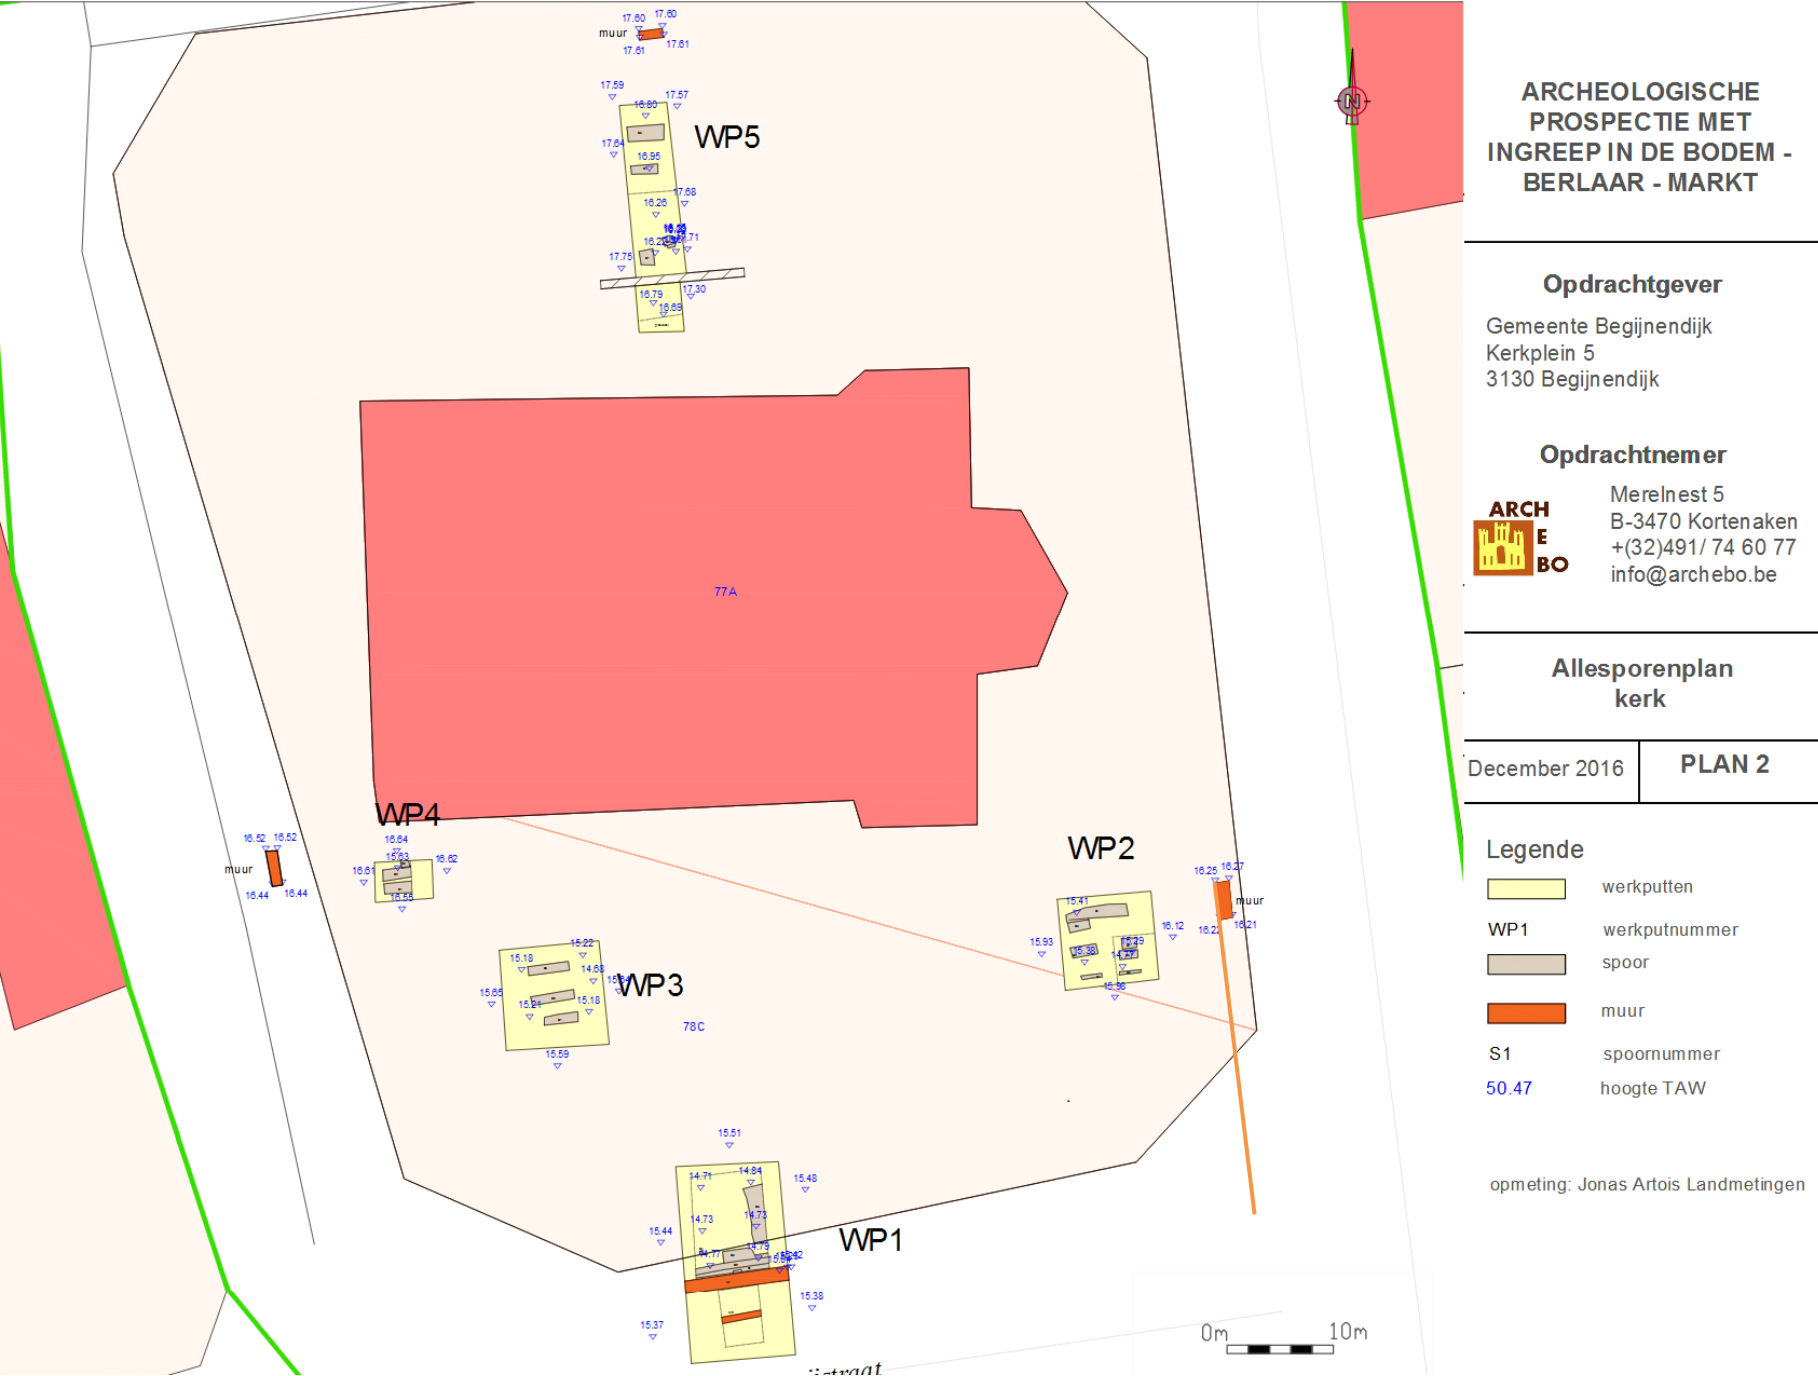 17.60
17.60
muur
17.61
17.61
17.59
17.57
16.80
WP5
17.64
16.95
17.68
16.26
17.75
16.79
17.30
16.69
77A
WP4
16.64
15.63
16.62
16.61
16.55
16.52
16.52
muur
16.44
16.44
WP2
16.25
16.27
muur
15.41
16.12
16.21
15.93
15.38
15.29
15.98
15.22
15.18
14.68
WP3
15.65
15.21
15.18
78C
15.59
15.51
14.71
14.84
15.48
14.73
14.73
15.44
WP1
14.77
14.79
15.38
15.37
0m
10m
N
ARCHEOLOGISCHE
PROSPECTIE MET
INGREEP IN DE BODEM -
BERLAAR - MARKT
Opdrachtgever
Gemeente Begijnendijk
Kerkplein 5
3130 Begijnendijk
Opdrachtnemer
ARCH
E
BO
Merelnest 5
B-3470 Kortenaken
+(32)491/ 74 60 77
info@archebo.be
Allesporenplan
kerk
December 2016
PLAN 2
Legende
werkputten
WP1 werkputnummer
spoor
muur
S1 spoornummer
50.47 hoogte TAW
opmeting: Jonas Artois Landmetingen